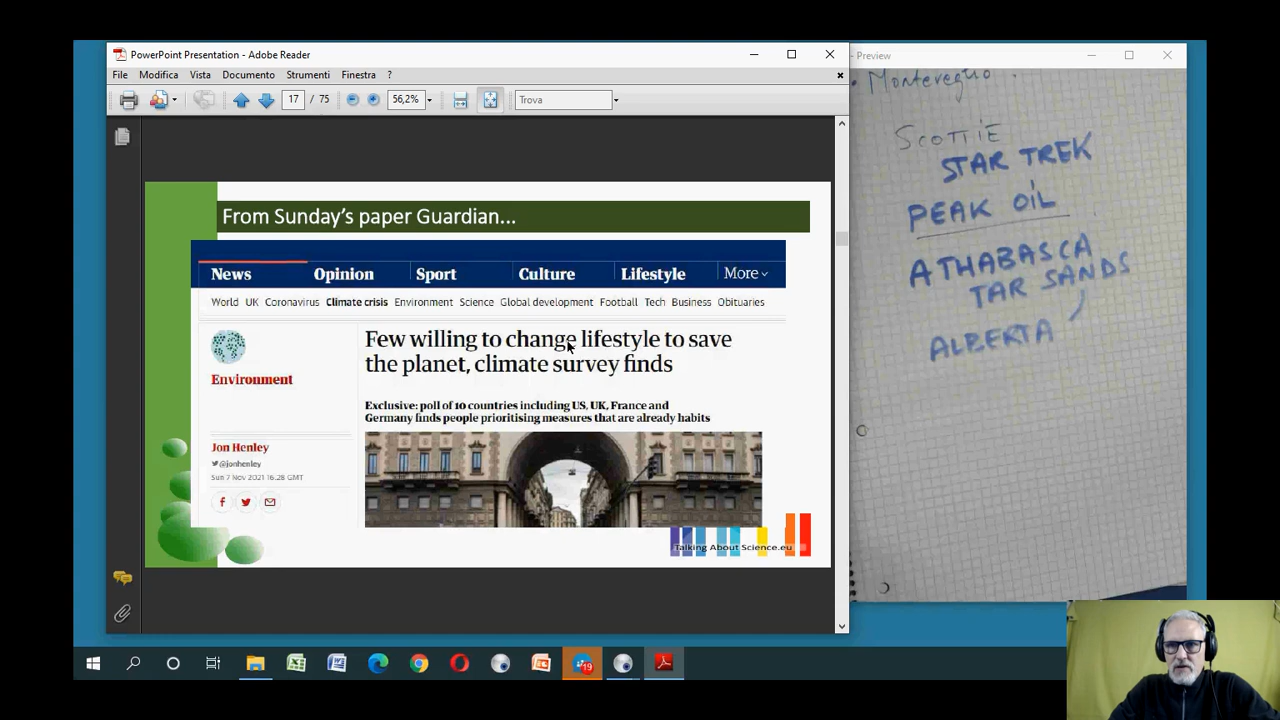 PowerPoint Presentation - Adobe Reader
File Modifica Vista Documento Strumenti Finestra ?
17 / 75 56,2% Trova
From Sunday's paper Guardian...
News Opinion Sport Culture Lifestyle More
World UK Coronavirus Climate crisis Environment Science Global development Football Tech Business Obituaries
Environment
Few willing to change lifestyle to save
the planet, climate survey finds
Exclusive: poll of 10 countries including US, UK, France and
Germany finds people prioritising measures that are already habits
Jon Henley
@jonhenley
Sun 7 Nov 2021 16.28 GMT
Talking About Science.eu
- Preview
Monteveglio
SCOTTIE
STAR TREK
PEAK OIL
ATHABASCA
TAR SANDS
ALBERTA
19